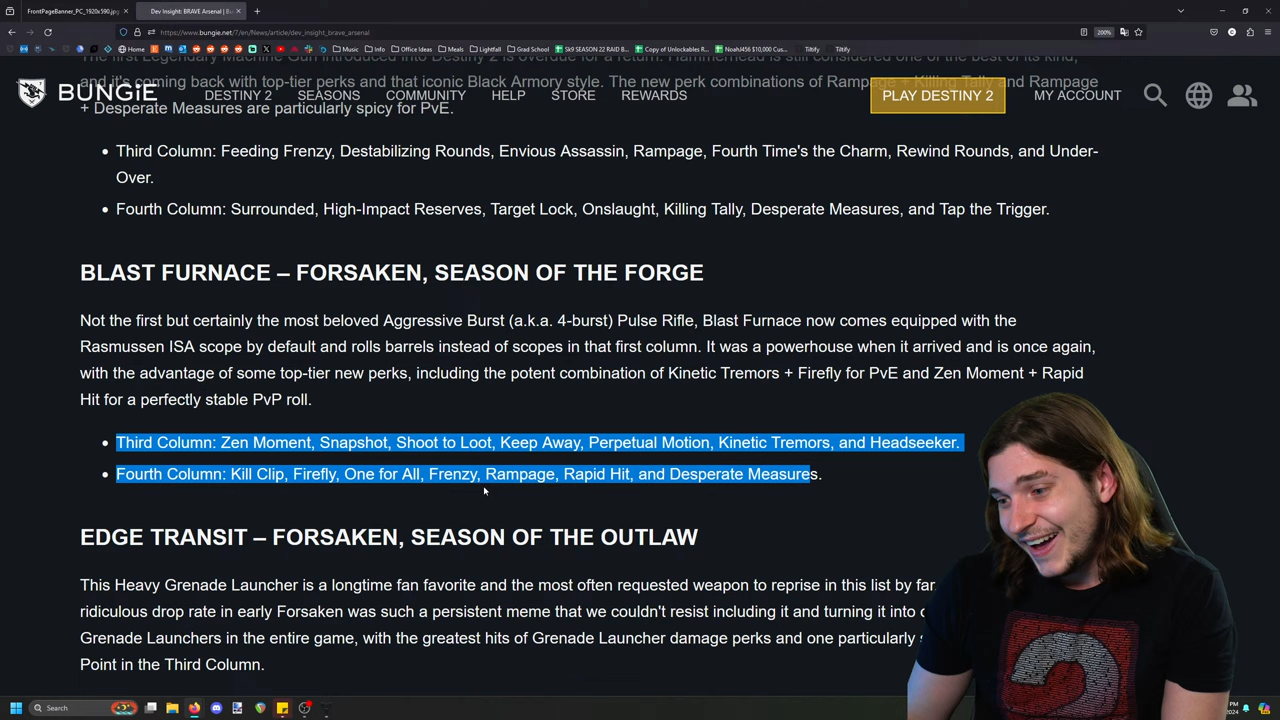 FrontPageBanner_PC_1920x590.jpg
Dev Insight: BRAVE Arsenal | Bu
https://www.bungie.net/7/en/News/article/dev_insight_brave_arsenal
200%
Home
Music
Info
Office Ideas
Meals
Lightfall
Grad School
Sk9 SEASON 22 RAID B
Copy of Unlockables R
NoahJ456 $10,000 Cus
Tiltify
Tiltify
The first Legendary Machine Gun introduced into Destiny 2 is overdue for a return. Hammerhead is still considered one of the best of its kind,
and it's coming back with top-tier perks and that iconic Black Armory style. The new perk combinations of Rampage + Killing Tally and Rampage
+ Desperate Measures are particularly spicy for PvE.
BUNGIE
DESTINY 2
SEASONS
COMMUNITY
HELP
STORE
REWARDS
PLAY DESTINY 2
MY ACCOUNT
Third Column: Feeding Frenzy, Destabilizing Rounds, Envious Assassin, Rampage, Fourth Time's the Charm, Rewind Rounds, and Under-
Over.
Fourth Column: Surrounded, High-Impact Reserves, Target Lock, Onslaught, Killing Tally, Desperate Measures, and Tap the Trigger.
BLAST FURNACE – FORSAKEN, SEASON OF THE FORGE
Not the first but certainly the most beloved Aggressive Burst (a.k.a. 4-burst) Pulse Rifle, Blast Furnace now comes equipped with the
Rasmussen ISA scope by default and rolls barrels instead of scopes in that first column. It was a powerhouse when it arrived and is once again,
with the advantage of some top-tier new perks, including the potent combination of Kinetic Tremors + Firefly for PvE and Zen Moment + Rapid
Hit for a perfectly stable PvP roll.
Third Column: Zen Moment, Snapshot, Shoot to Loot, Keep Away, Perpetual Motion, Kinetic Tremors, and Headseeker.
Fourth Column: Kill Clip, Firefly, One for All, Frenzy, Rampage, Rapid Hit, and Desperate Measures.
EDGE TRANSIT – FORSAKEN, SEASON OF THE OUTLAW
This Heavy Grenade Launcher is a longtime fan favorite and the most often requested weapon to reprise in this list by far.
ridiculous drop rate in early Forsaken was such a persistent meme that we couldn't resist including it and turning it into
Grenade Launchers in the entire game, with the greatest hits of Grenade Launcher damage perks and one particularly
Point in the Third Column.
Search
PM
2024